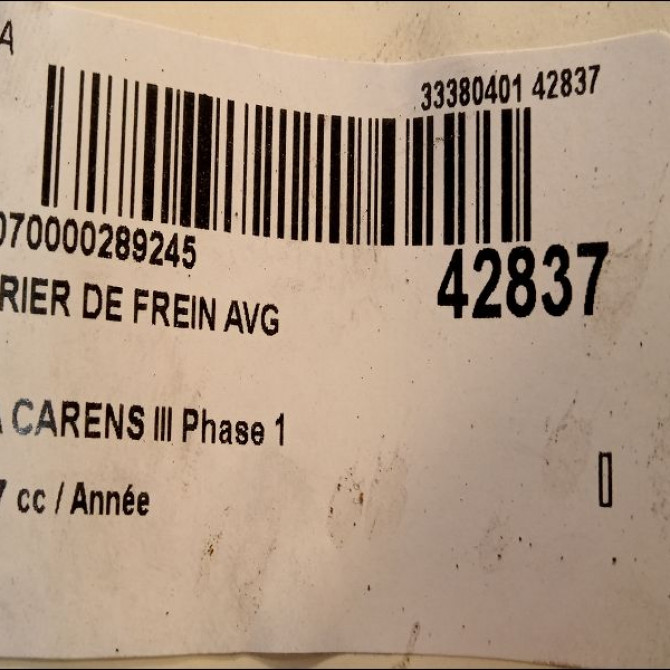 A
33380401 42837
070000289245
42837
RIER DE FREIN AVG
A CARENS III Phase 1
7 cc / Année